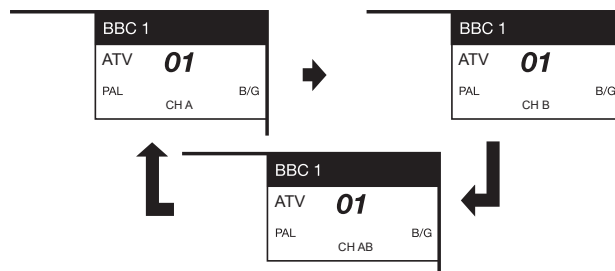 BBC 1
ATV 01
PAL B/G
CH A
BBC 1
ATV 01
PAL B/G
CH B
BBC 1
ATV 01
PAL B/G
CH AB